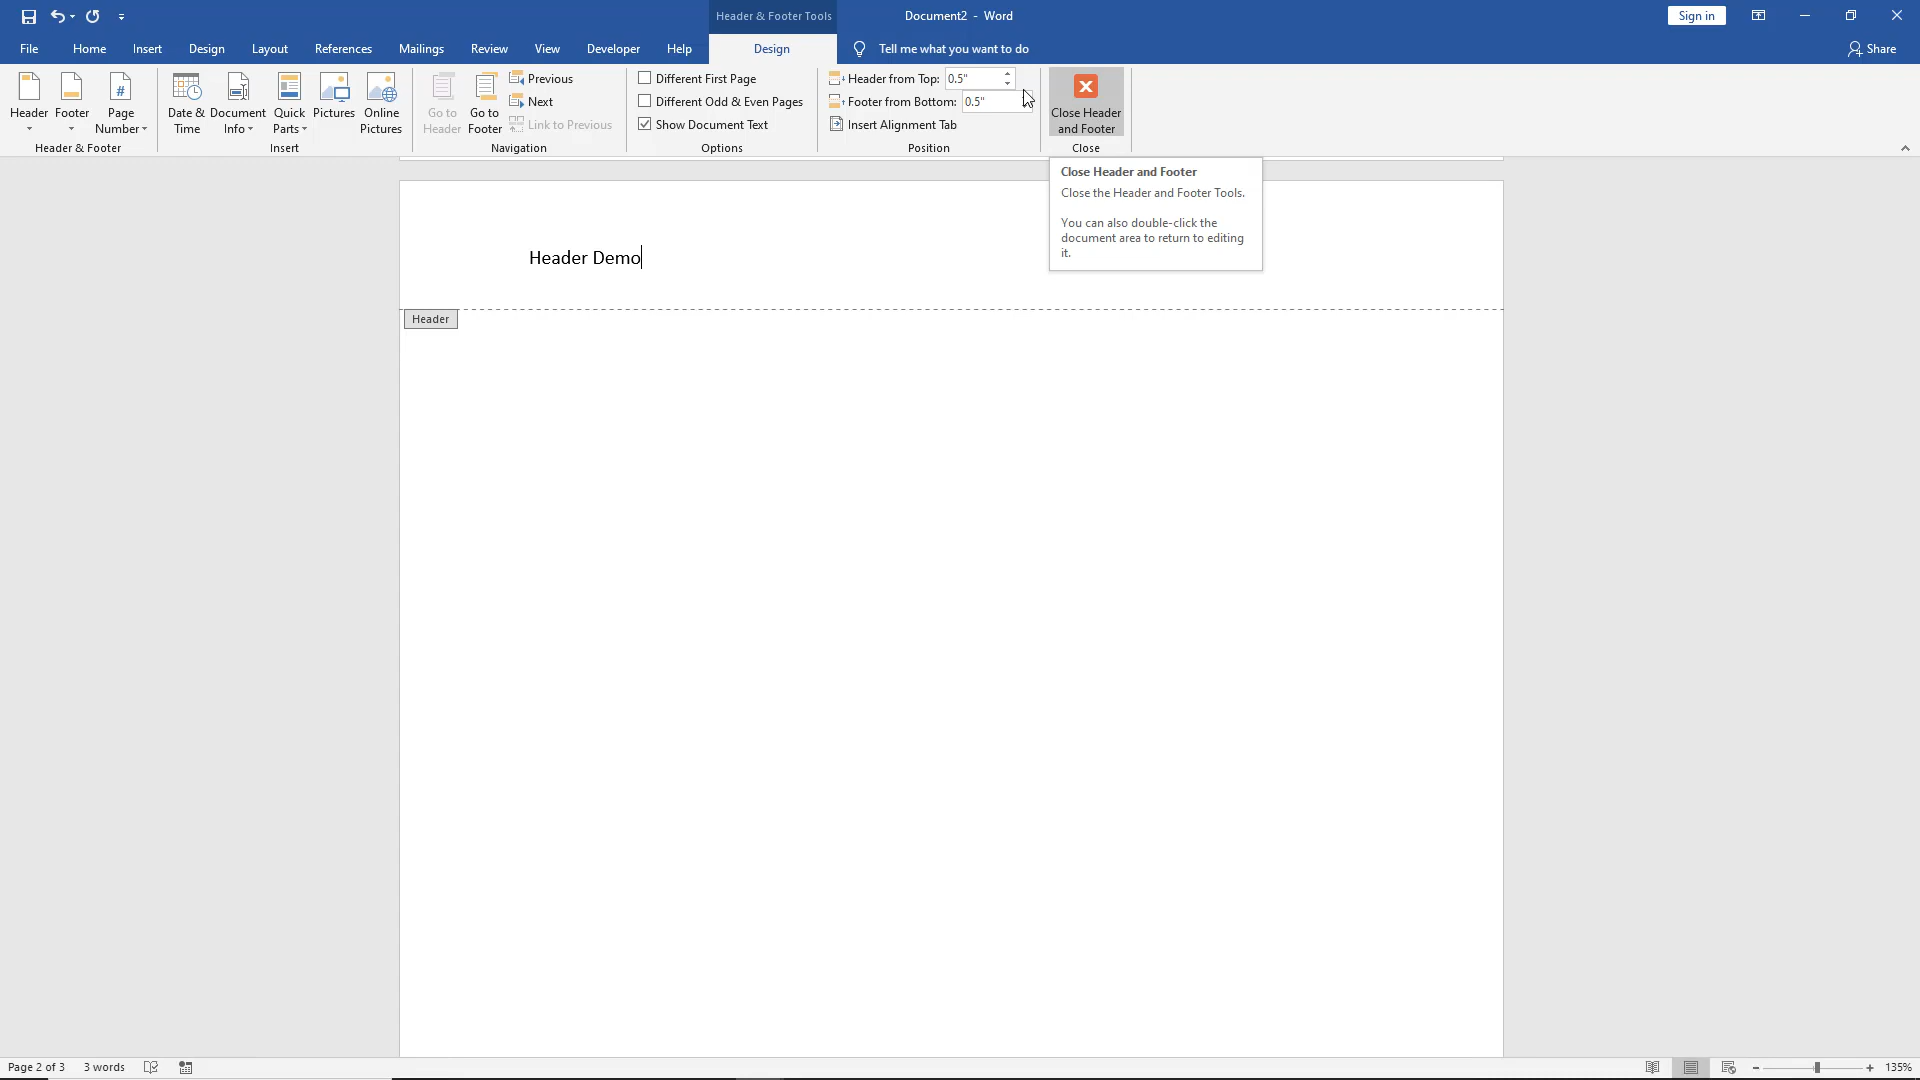 Header & Footer Tools
Document2 - Word
Sign in
File Home Insert Design Layout References Mailings Review View Developer Help Design Tell me what you want to do Share
Header
Footer
Page Number
Header & Footer
Date & Time
Document Info
Quick Parts
Pictures
Online Pictures
Insert
Go to Header
Go to Footer
Previous
Next
Link to Previous
Navigation
Different First Page
Different Odd & Even Pages
Show Document Text
Options
Header from Top: 0.5"
Footer from Bottom: 0.5"
Insert Alignment Tab
Position
Close Header
and Footer
Close
Close Header and Footer
Close the Header and Footer Tools.
You can also double-click the
document area to return to editing
it.
Header Demo
Header
Page 2 of 3 3 words
135%